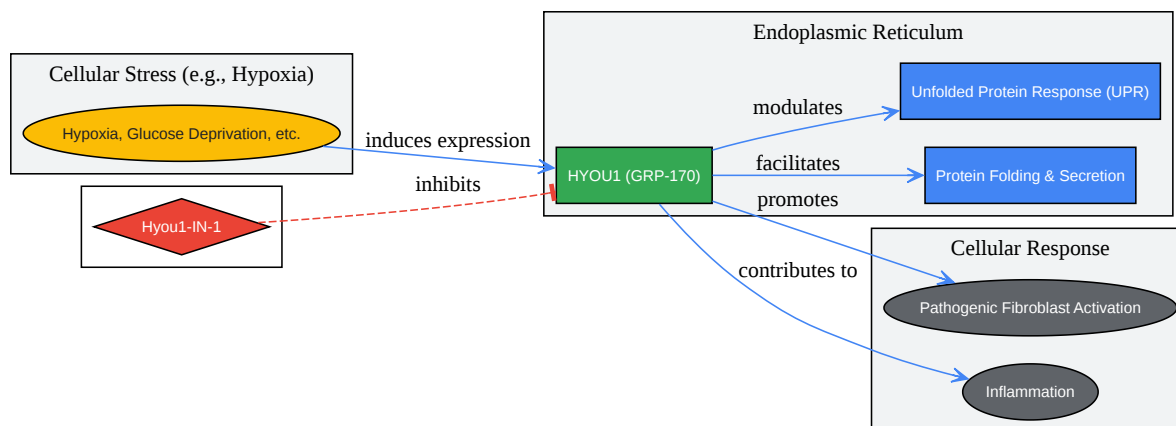 Cellular Stress (e.g., Hypoxia)
Hypoxia, Glucose Deprivation, etc.
Hyou1-IN-1
induces expression
inhibits
Endoplasmic Reticulum
HYOU1 (GRP-170)
modulates
facilitates
promotes
contributes to
Unfolded Protein Response (UPR)
Protein Folding & Secretion
Cellular Response
Pathogenic Fibroblast Activation
Inflammation